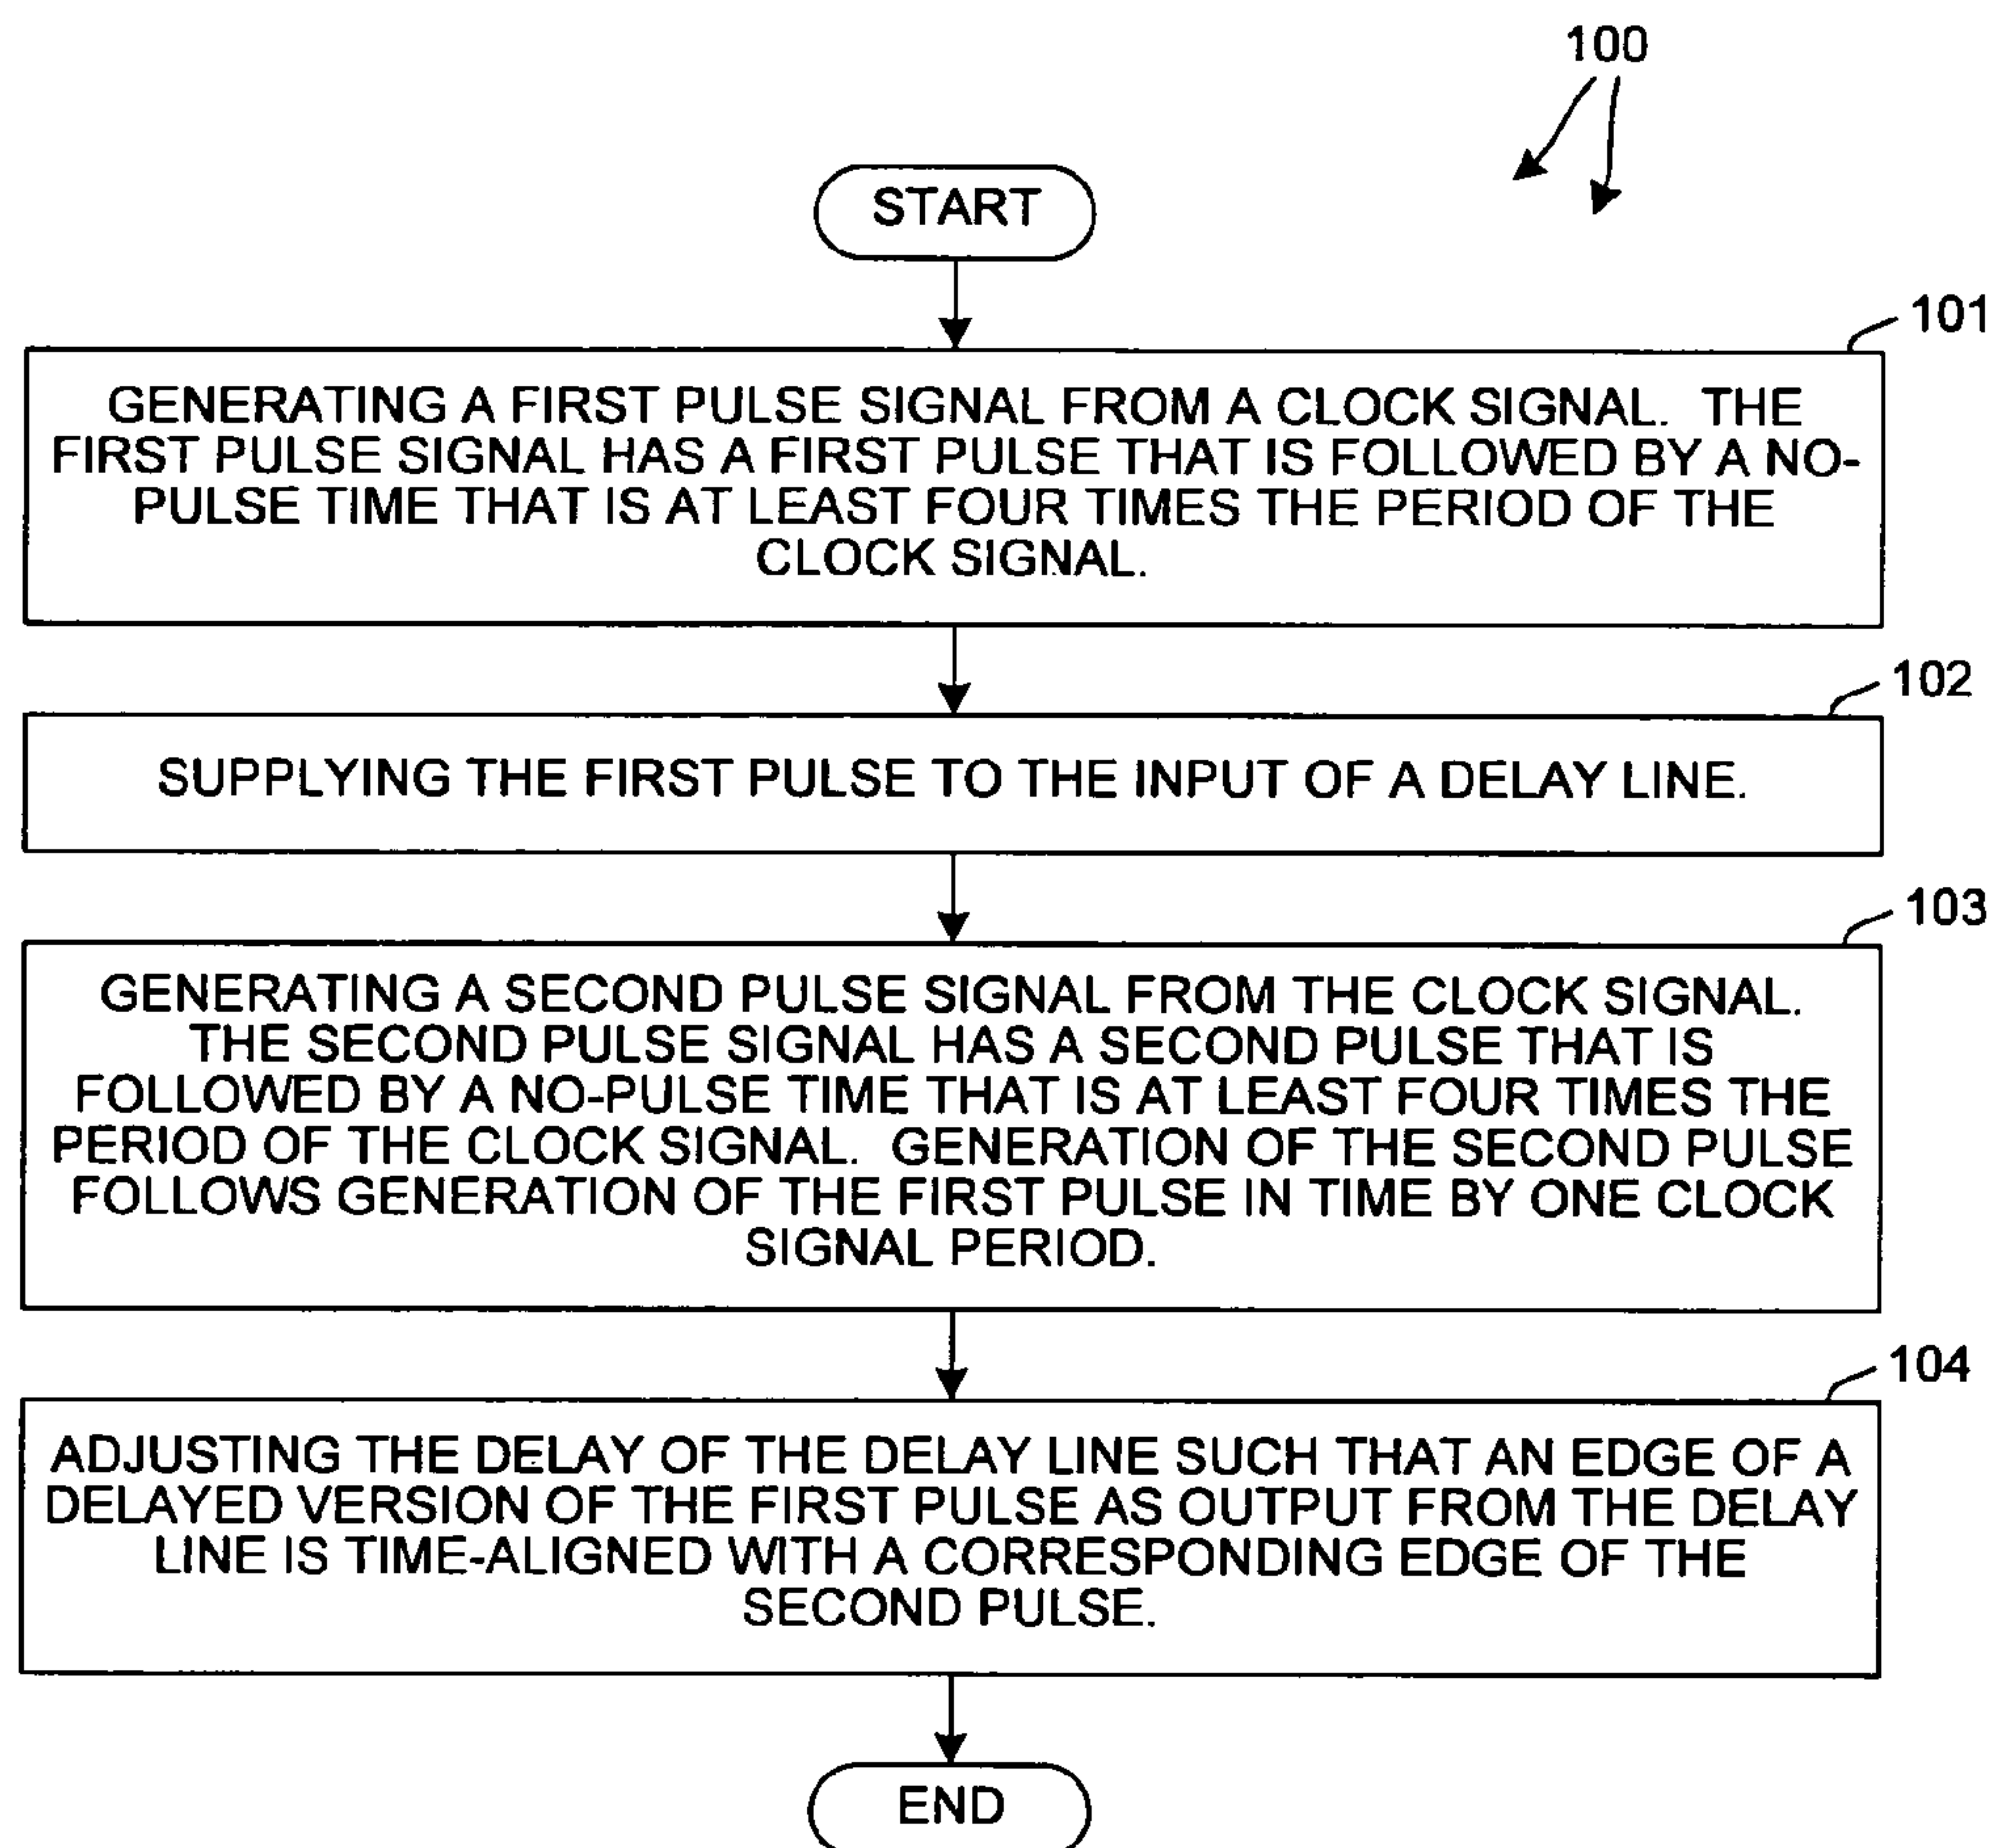 100
START
101
GENERATING A FIRST PULSE SIGNAL FROM A CLOCK SIGNAL.  THE
FIRST PULSE SIGNAL HAS A FIRST PULSE THAT IS FOLLOWED BY A NO-
PULSE TIME THAT IS AT LEAST FOUR TIMES THE PERIOD OF THE
CLOCK SIGNAL.
102
SUPPLYING THE FIRST PULSE TO THE INPUT OF A DELAY LINE.
103
GENERATING A SECOND PULSE SIGNAL FROM THE CLOCK SIGNAL.
THE SECOND PULSE SIGNAL HAS A SECOND PULSE THAT IS
FOLLOWED BY A NO-PULSE TIME THAT IS AT LEAST FOUR TIMES THE
PERIOD OF THE CLOCK SIGNAL.  GENERATION OF THE SECOND PULSE
FOLLOWS GENERATION OF THE FIRST PULSE IN TIME BY ONE CLOCK
SIGNAL PERIOD.
104
ADJUSTING THE DELAY OF THE DELAY LINE SUCH THAT AN EDGE OF A
DELAYED VERSION OF THE FIRST PULSE AS OUTPUT FROM THE DELAY
LINE IS TIME-ALIGNED WITH A CORRESPONDING EDGE OF THE
SECOND PULSE.
END